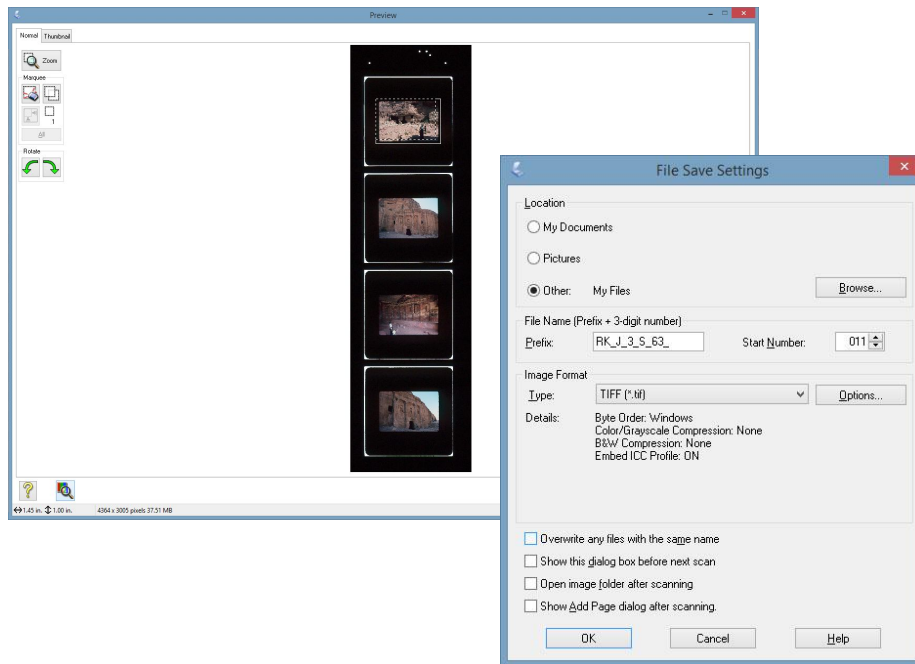 Preview
Normal Thumbnail
Zoom
Marquee
1
All
Rotate
1.45 in. 1.00 in. 4364 x 3005 pixels 37.51 MB
File Save Settings
Location
My Documents
Pictures
Other: My Files Browse...
File Name (Prefix + 3-digit number)
Prefix: RK_J_3_S_63_ Start Number: 011
Image Format
Type: TIFF (*.tif) Options...
Details: Byte Order: Windows
Color/Grayscale Compression: None
B&W Compression: None
Embed ICC Profile: ON
Overwrite any files with the same name
Show this dialog box before next scan
Open image folder after scanning
Show Add Page dialog after scanning.
OK Cancel Help